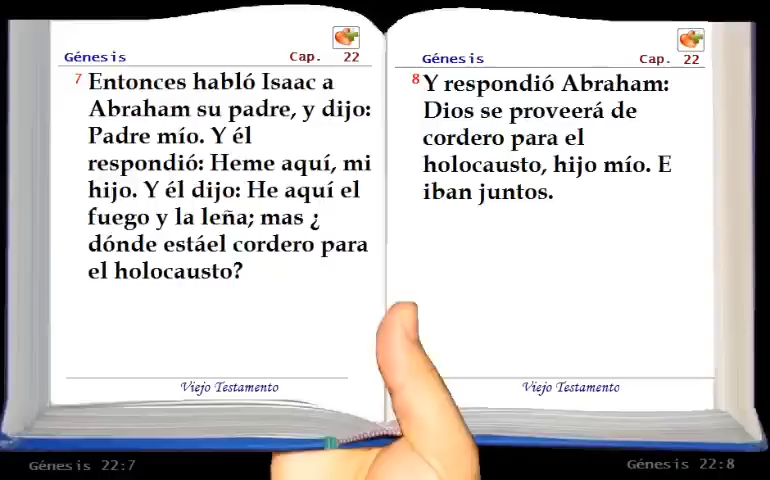 Génesis Cap. 22
7 Entonces habló Isaac a
Abraham su padre, y dijo:
Padre mío. Y él
respondió: Heme aquí, mi
hijo. Y él dijo: He aquí el
fuego y la leña; mas ¿
dónde estáel cordero para
el holocausto?
Viejo Testamento
Génesis 22:7
Génesis Cap. 22
8 Y respondió Abraham:
Dios se proveerá de
cordero para el
holocausto, hijo mío. E
iban juntos.
Viejo Testamento
Génesis 22:8